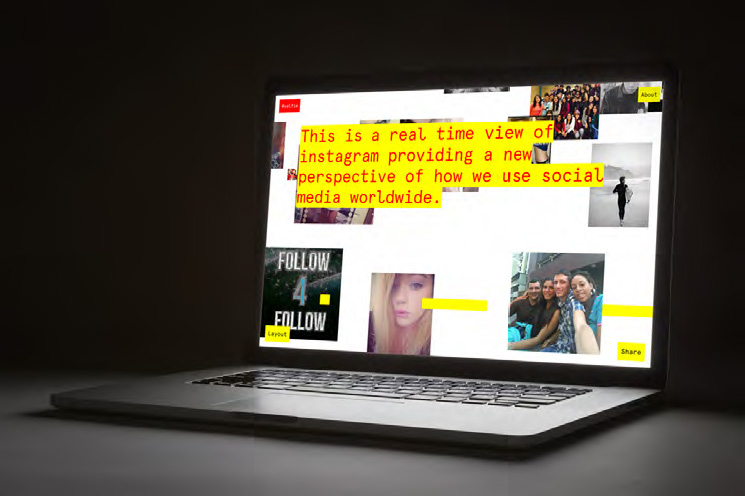 #selfie
About
This is a real time view of
instagram providing a new
perspective of how we use social
media worldwide.
FOLLOW
4
FOLLOW
Layout
Share